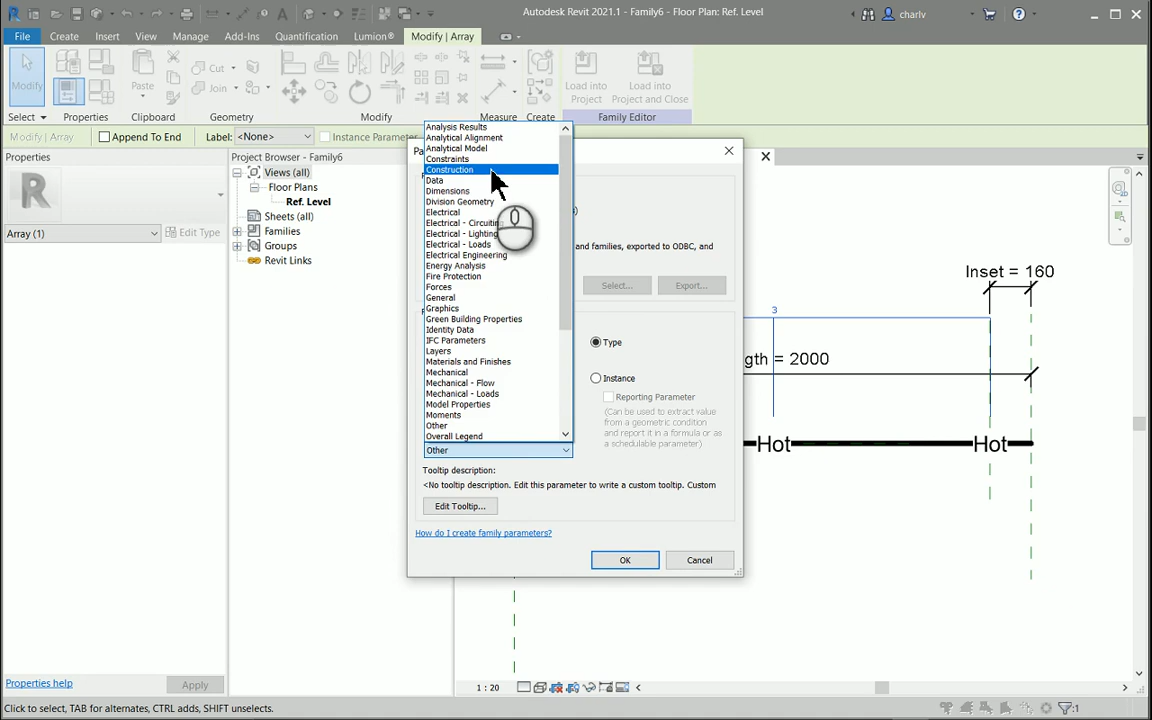 Autodesk Revit 2021.1 - Family6 - Floor Plan: Ref. Level
charlv
File Create Insert View Manage Add-Ins Quantification Lumion® Modify | Array
Modify
Paste
Cut
Join
Load into Project
Load into Project and Close
Select Properties Clipboard Geometry Modify Measure Create Family Editor
Modify | Array Append To End Label: <None> Instance Parameter
Properties
Project Browser - Family6
R
Array (1)
Edit Type
Views (all)
Floor Plans
Ref. Level
Sheets (all)
Families
Groups
Revit Links
Analysis Results
Analytical Alignment
Analytical Model
Constraints
Construction
Data
Dimensions
Division Geometry
Electrical
Electrical - Circuiting
Electrical - Lighting
Electrical - Loads
Electrical Engineering
Energy Analysis
Fire Protection
Forces
General
Graphics
Green Building Properties
Identity Data
IFC Parameters
Layers
Materials and Finishes
Mechanical
Mechanical - Flow
Mechanical - Loads
Model Properties
Moments
Other
Overall Legend
Other
and families, exported to ODBC, and
Select...
Export...
Type
Instance
Reporting Parameter
(Can be used to extract value
from a geometric condition
and report it in a formula or as
a schedulable parameter)
Tooltip description:
<No tooltip description. Edit this parameter to write a custom tooltip. Custom
Edit Tooltip...
How do I create family parameters?
OK
Cancel
Inset = 160
3
gth = 2000
Hot
Hot
Properties help
Apply
1 : 20
Click to select, TAB for alternates, CTRL adds, SHIFT unselects.
:1